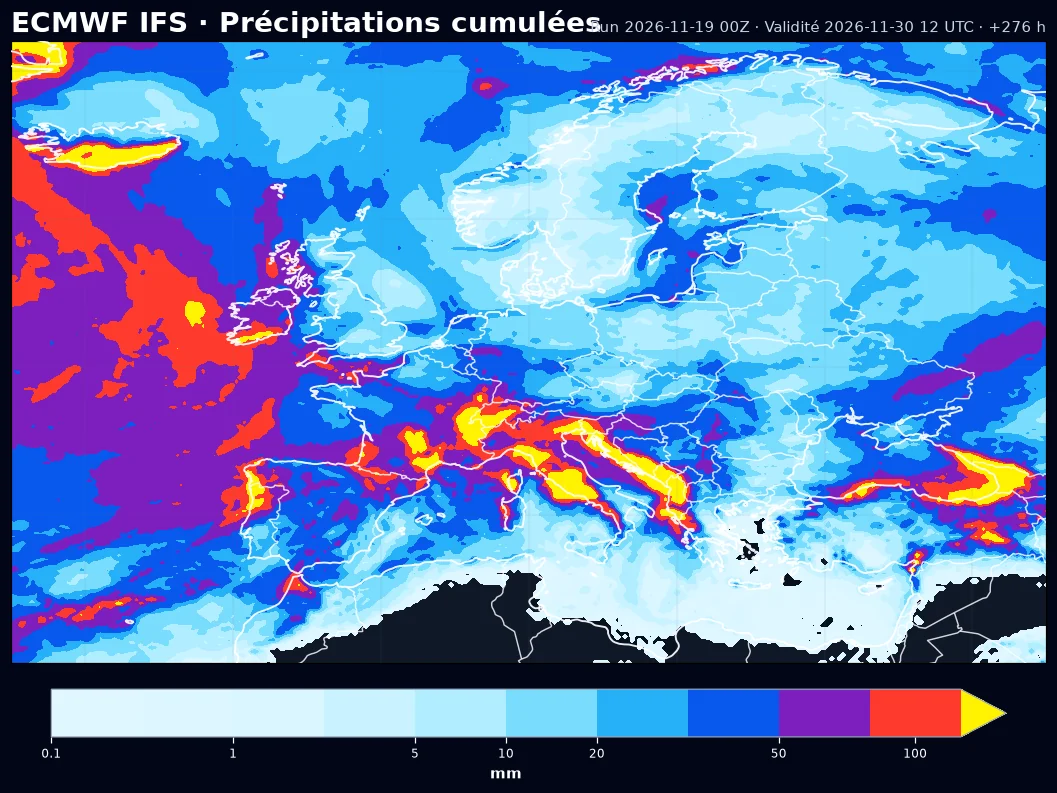 ECMWF IFS · Précipitations cumulées
Run 2026-11-19 00Z · Validité 2026-11-30 12 UTC · +276 h
0.1 1 5 10 20 50 100
mm